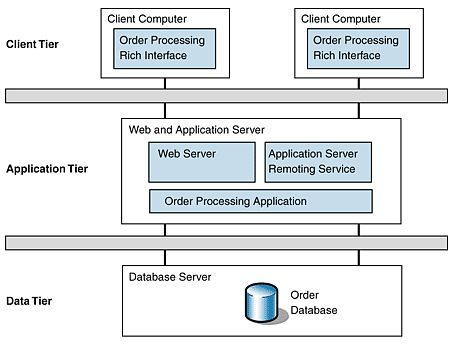 Client Computer
Client Computer
Client Tier
Order Processing
Rich Interface
Order Processing
Rich Interface
Web and Application Server
Application Tier
Web Server
Application Server
Remoting Service
Order Processing Application
Database Server
Data Tier
Order
Database